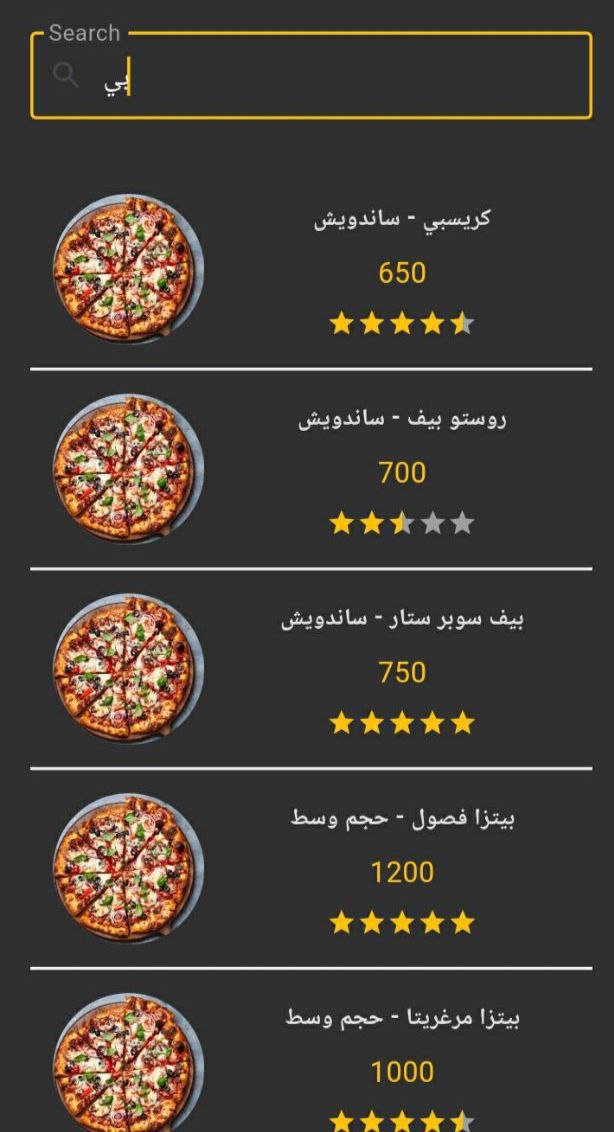 Search
بي
كريسبي - ساندويش
650
روستو بيف - ساندويش
700
بيف سوبر ستار - ساندويش
750
بيتزا فصول - حجم وسط
1200
بيتزا مرغريتا - حجم وسط
1000